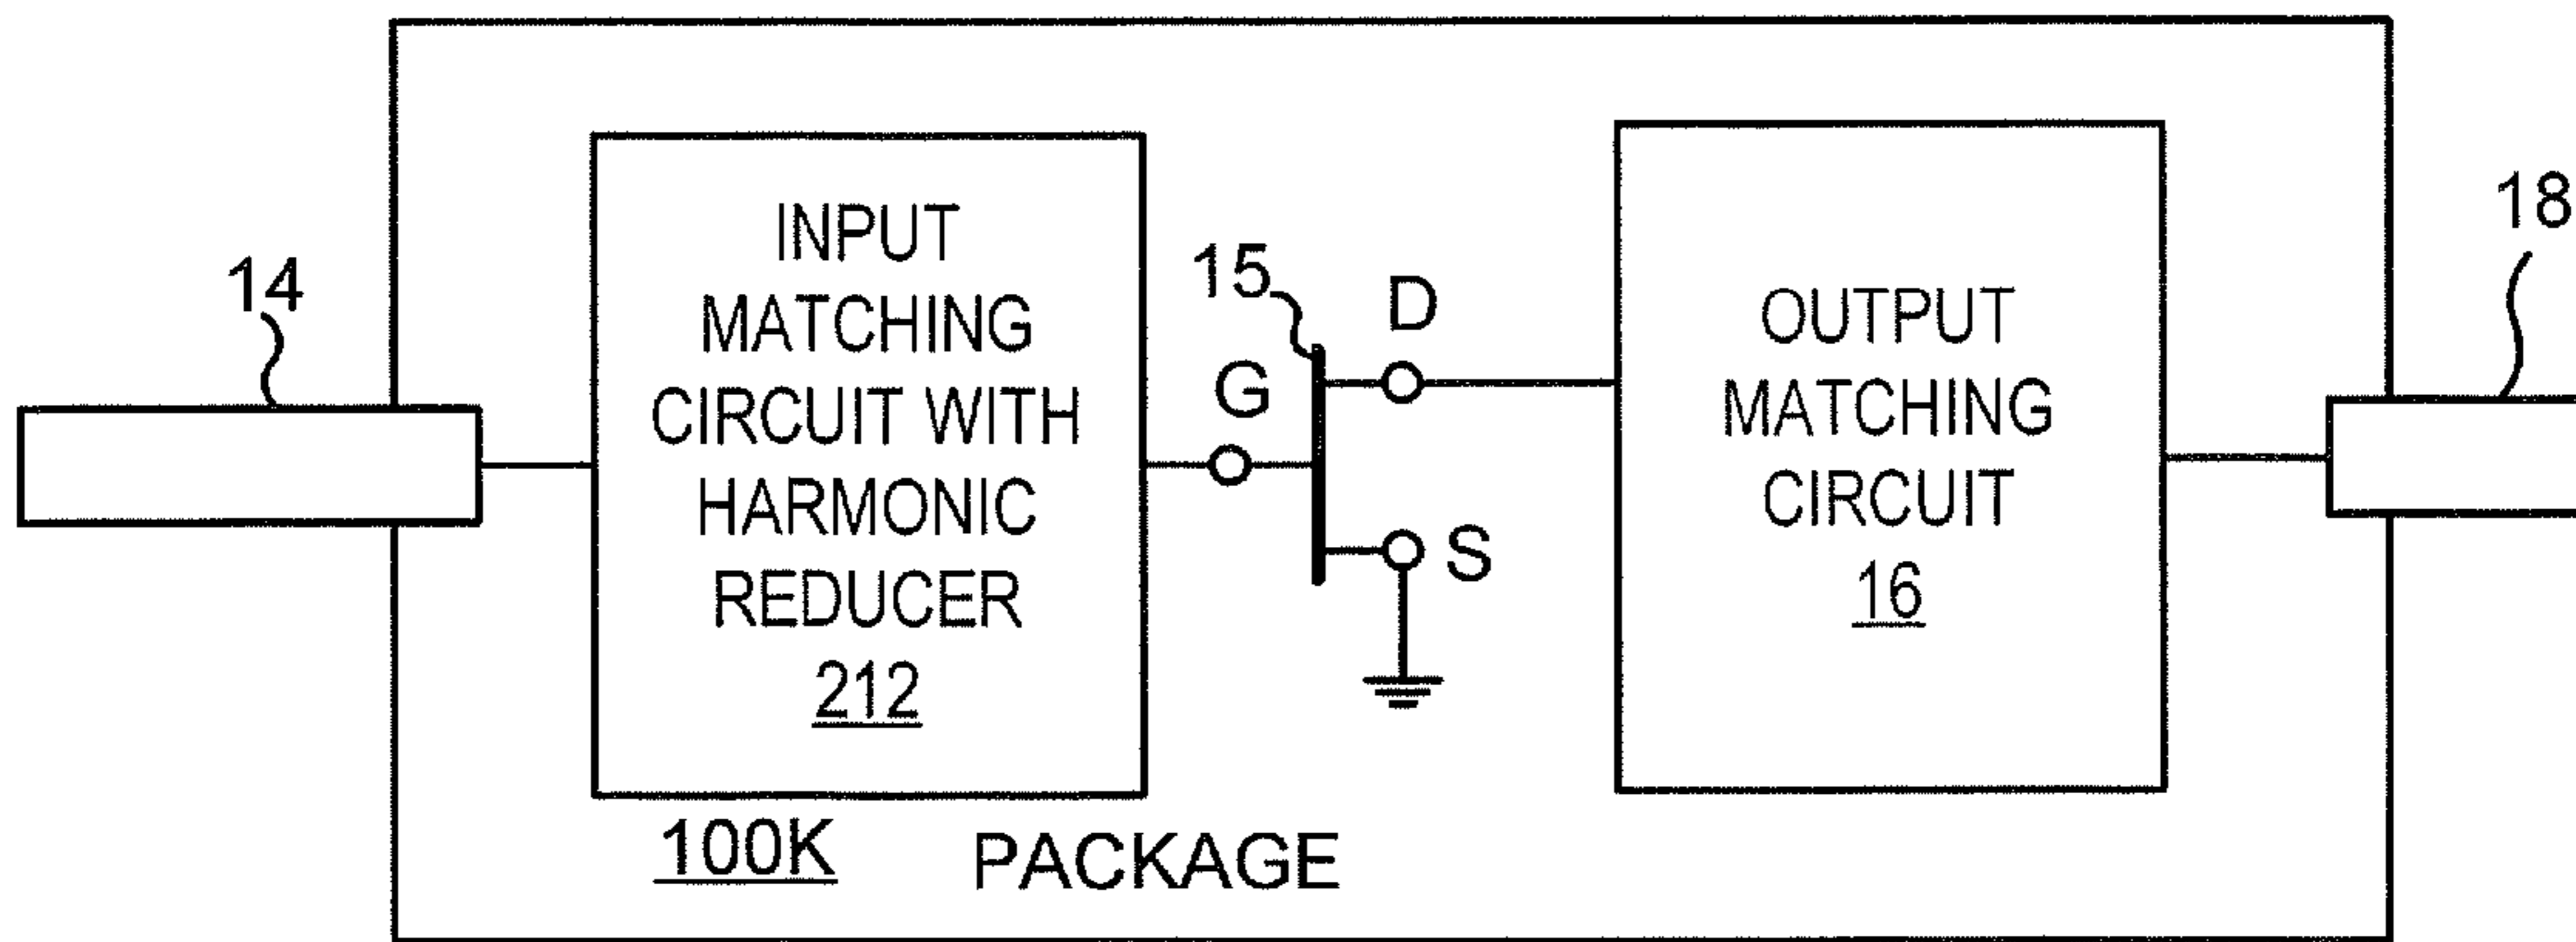 14
INPUT
MATCHING
CIRCUIT WITH
HARMONIC
REDUCER
212
15
G
D
S
OUTPUT
MATCHING
CIRCUIT
16
18
100K PACKAGE